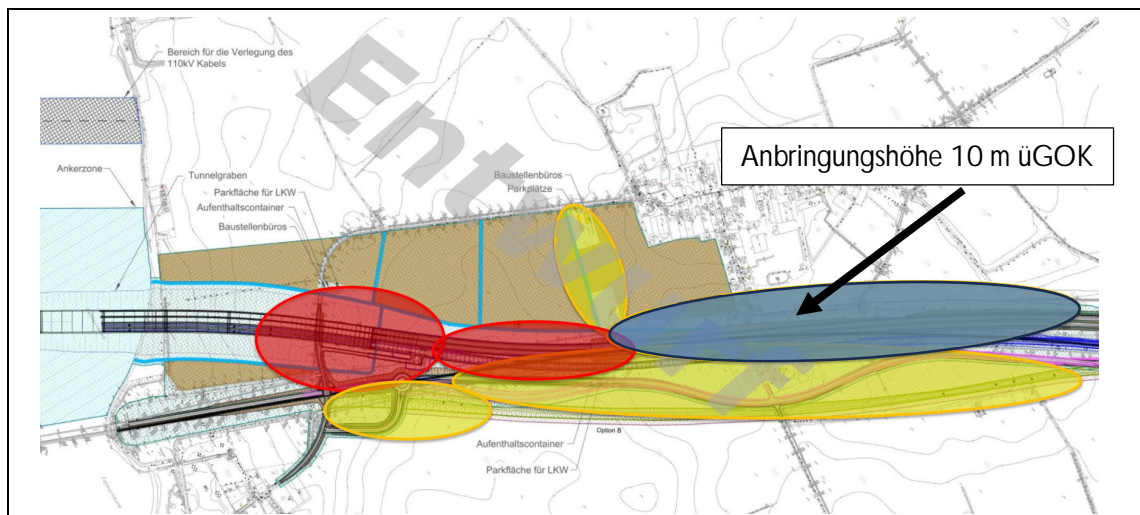 Bereich für die Verlegung des
110kV Kabels
Ankerzone
Tunnelgraben
Parkfläche für LKW
Aufenthaltscontainer
Baustellenbüros
Baustellenbüros
Parkplätze
Anbringungshöhe 10 m üGOK
Entwurf
Option B
Aufenthaltscontainer
Parkfläche für LKW